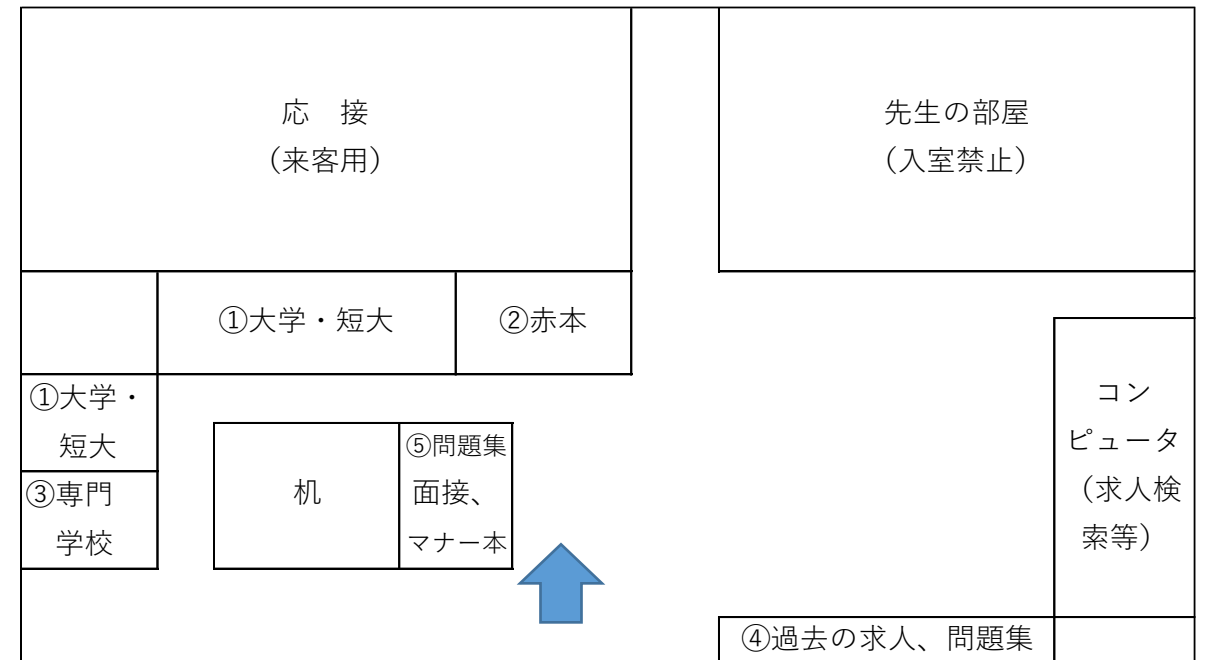 応　接
（来客用）
先生の部屋
（入室禁止）
①大学・短大
②赤本
①大学・
短大
③専門
学校
机
⑤問題集
面接、
マナー本
コン
ピュータ
（求人検
索等）
④過去の求人、問題集